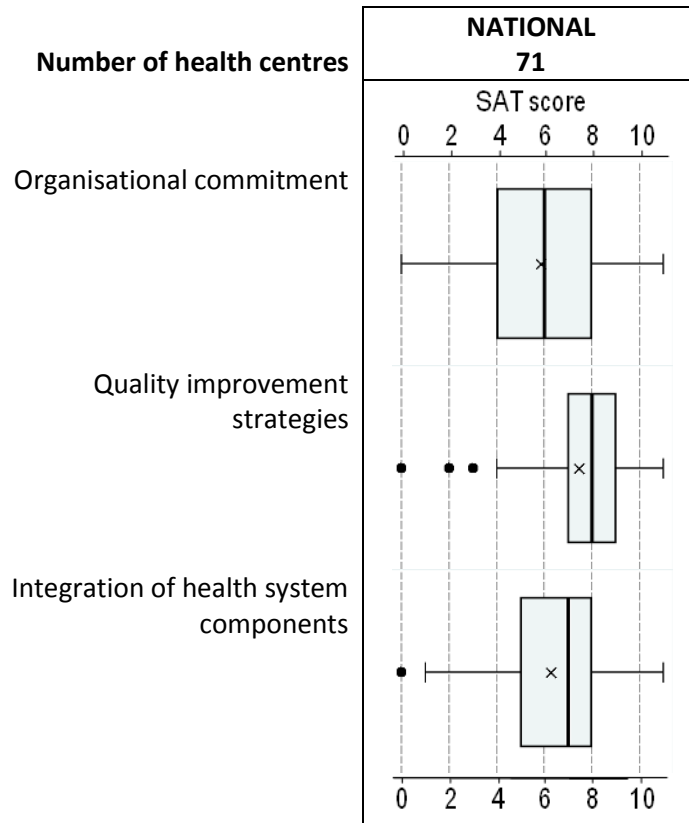 NATIONAL
Number of health centres 71
SAT score
0 2 4 6 8 10
Organisational commitment
Quality improvement
strategies
Integration of health system
components
0 2 4 6 8 10